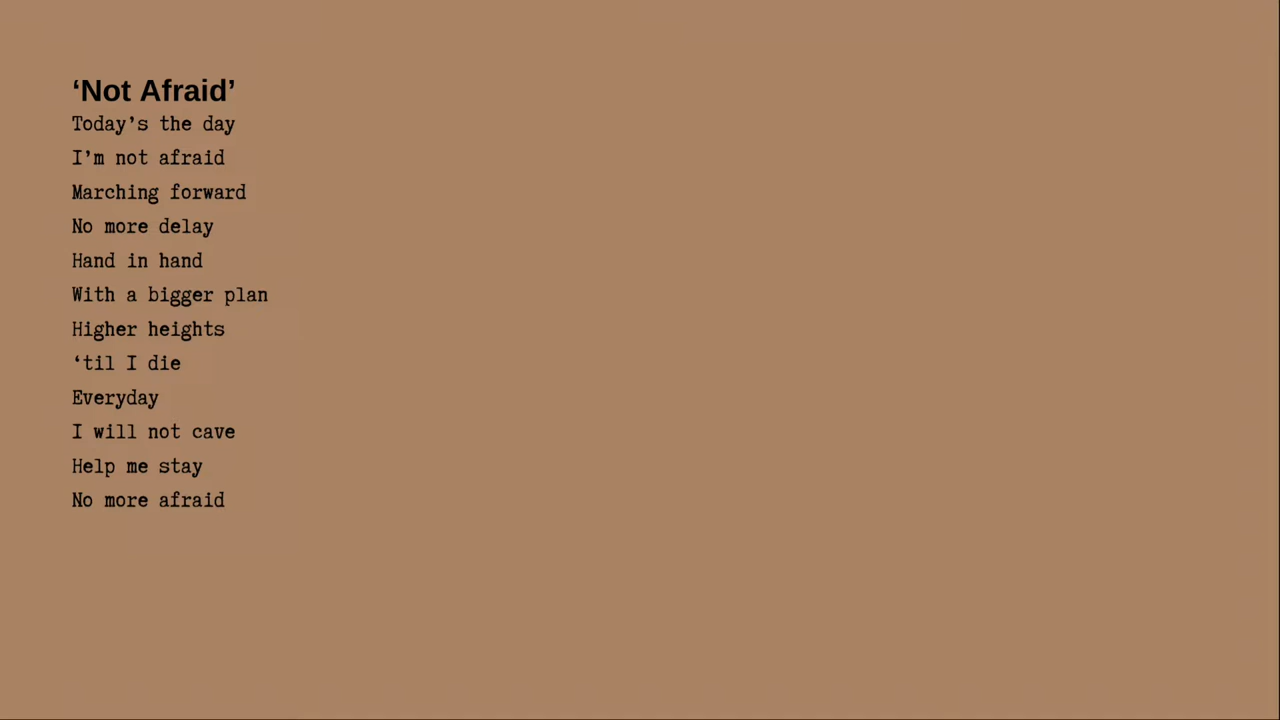 ‘Not Afraid’
Today’s the day
I’m not afraid
Marching forward
No more delay
Hand in hand
With a bigger plan
Higher heights
‘til I die
Everyday
I will not cave
Help me stay
No more afraid